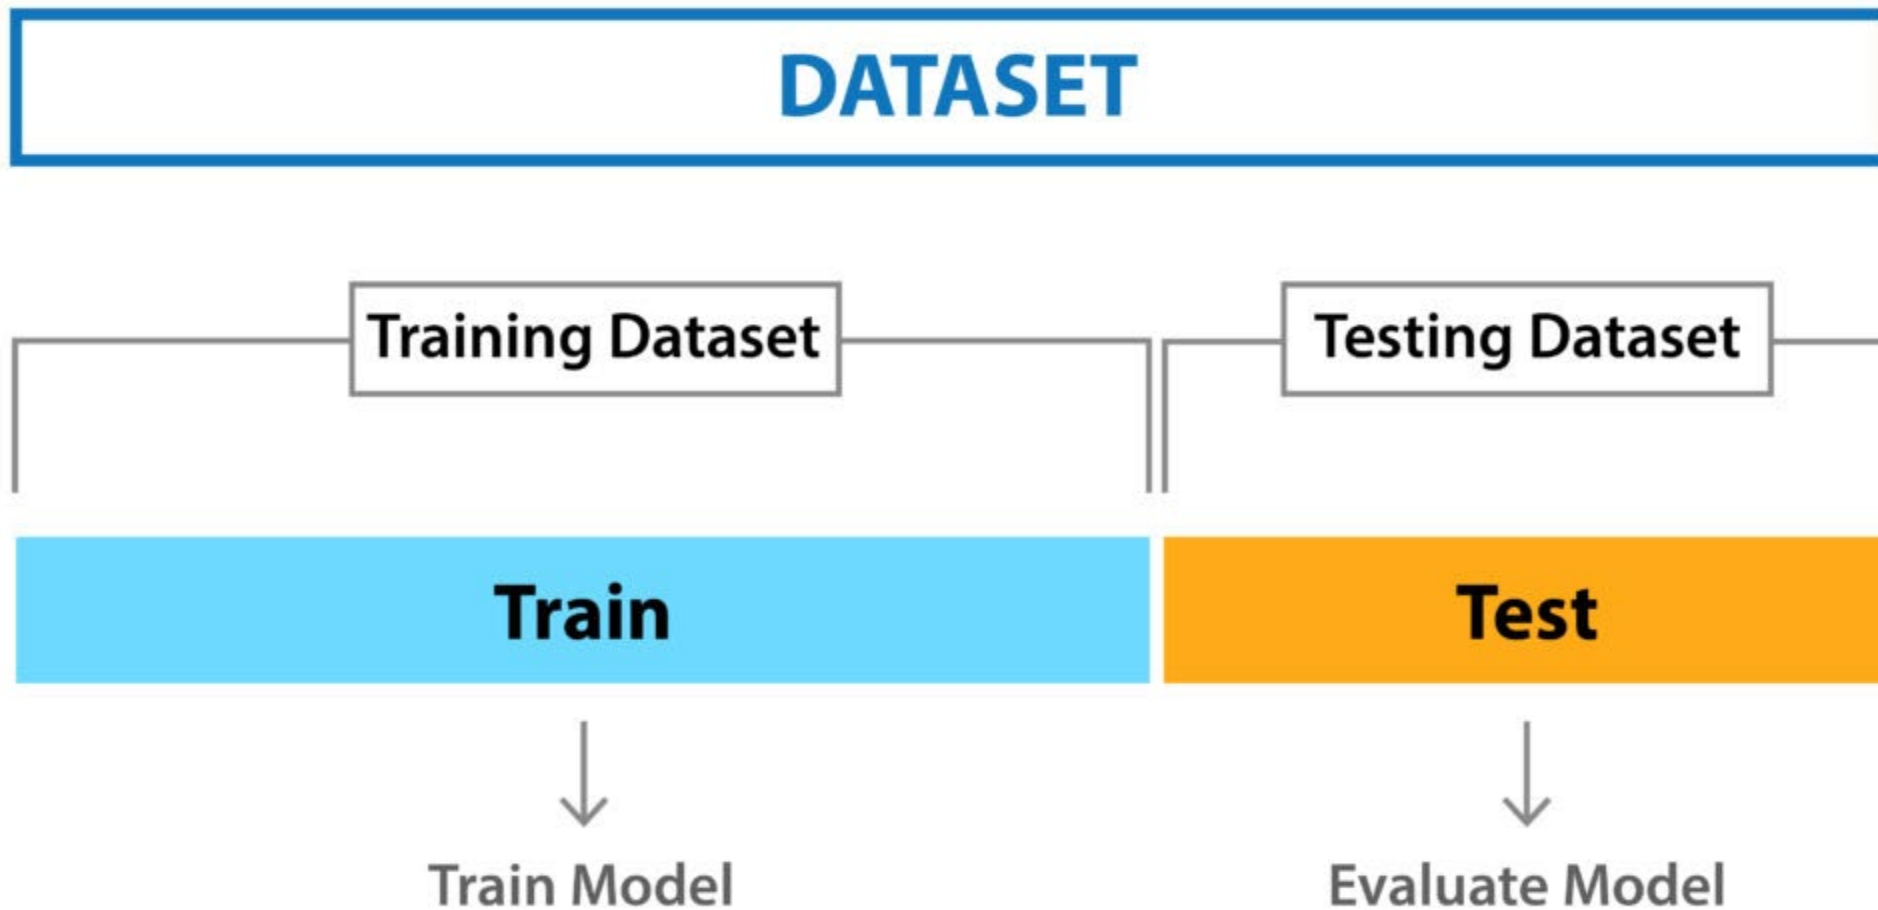 DATASET
Training Dataset
Testing Dataset
Train
Test
Train Model
Evaluate Model